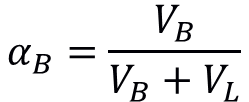 α_B = V_B / (V_B + V_L)